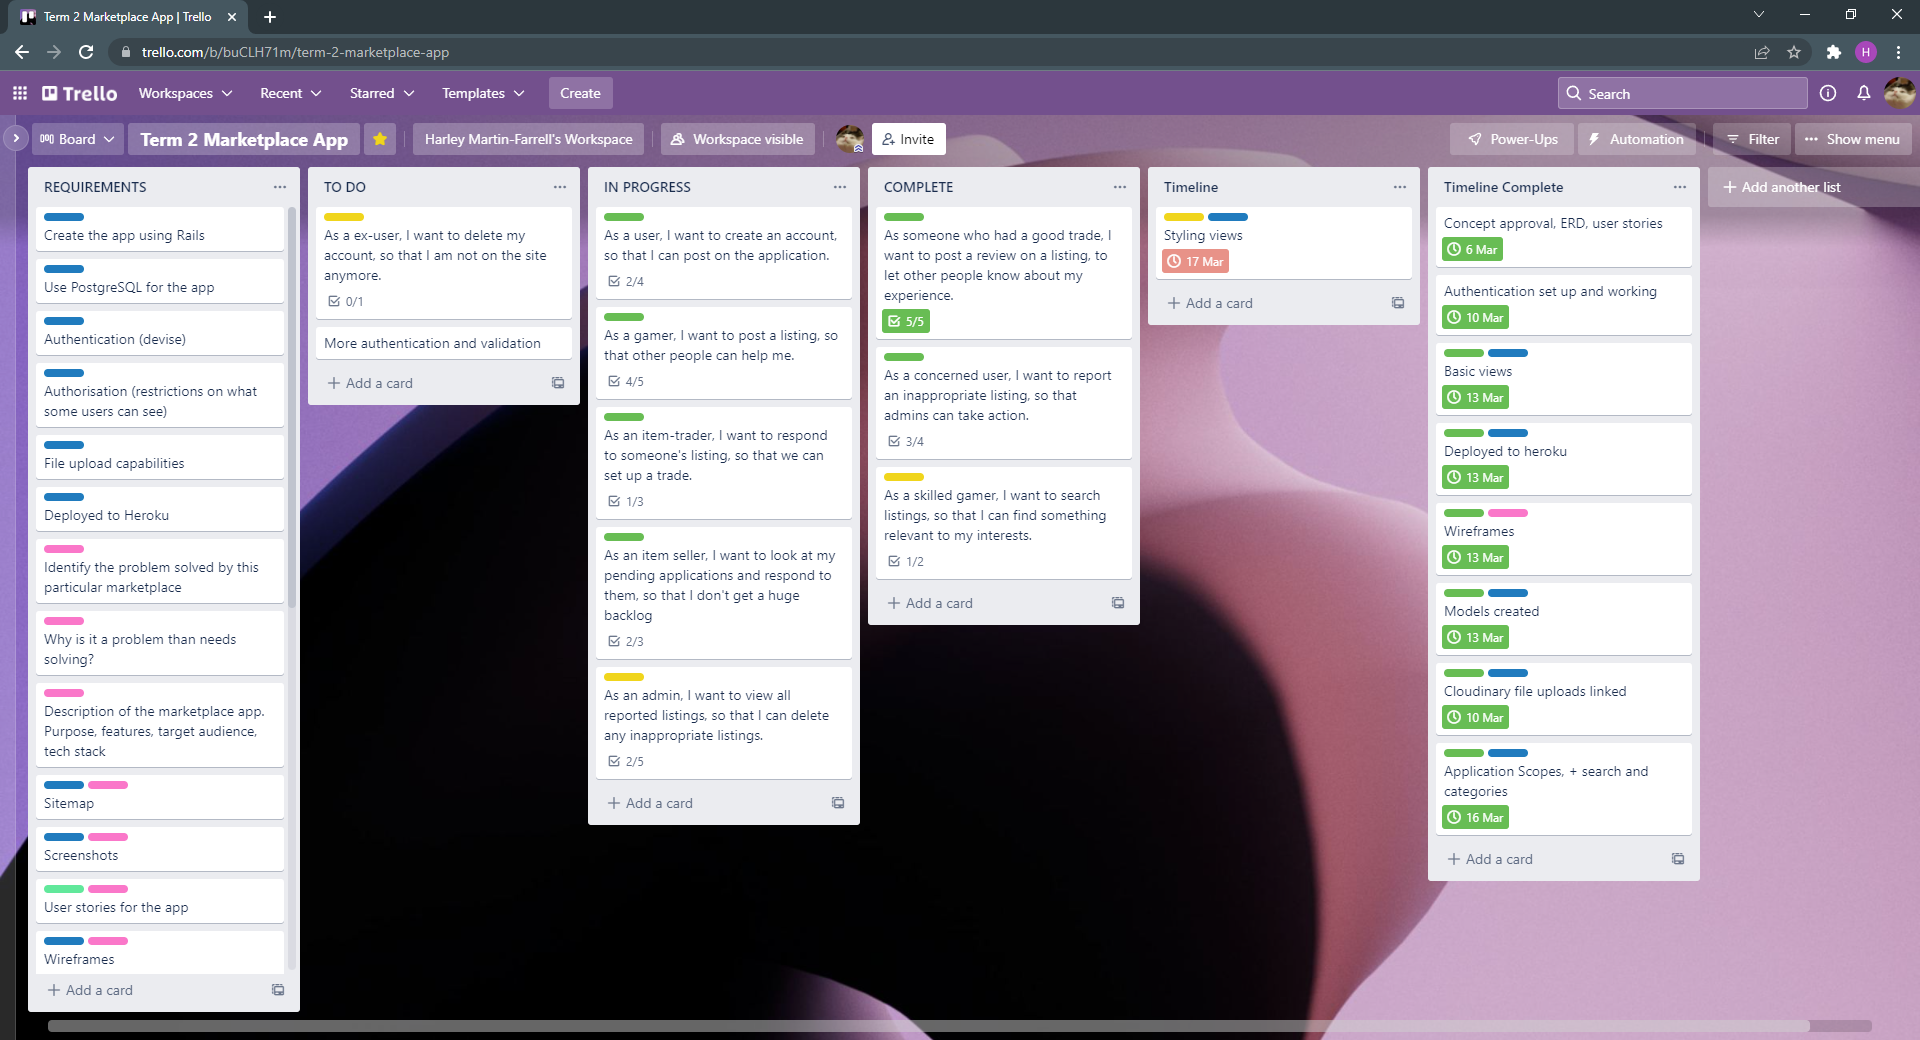 Term 2 Marketplace App | Trello
trello.com/b/buCLH71m/term-2-marketplace-app
H
Trello
Workspaces
Recent
Starred
Templates
Create
Search
Board
Term 2 Marketplace App
Harley Martin-Farrell's Workspace
Workspace visible
Invite
Power-Ups
Automation
Filter
Show menu
REQUIREMENTS
Create the app using Rails
Use PostgreSQL for the app
Authentication (devise)
Authorisation (restrictions on what
some users can see)
File upload capabilities
Deployed to Heroku
Identify the problem solved by this
particular marketplace
Why is it a problem than needs
solving?
Description of the marketplace app.
Purpose, features, target audience,
tech stack
Sitemap
Screenshots
User stories for the app
Wireframes
+ Add a card
TO DO
As a ex-user, I want to delete my
account, so that I am not on the site
anymore.
0/1
More authentication and validation
+ Add a card
IN PROGRESS
As a user, I want to create an account,
so that I can post on the application.
2/4
As a gamer, I want to post a listing, so
that other people can help me.
4/5
As an item-trader, I want to respond
to someone's listing, so that we can
set up a trade.
1/3
As an item seller, I want to look at my
pending applications and respond to
them, so that I don't get a huge
backlog
2/3
As an admin, I want to view all
reported listings, so that I can delete
any inappropriate listings.
2/5
+ Add a card
COMPLETE
As someone who had a good trade, I
want to post a review on a listing, to
let other people know about my
experience.
5/5
As a concerned user, I want to report
an inappropriate listing, so that
admins can take action.
3/4
As a skilled gamer, I want to search
listings, so that I can find something
relevant to my interests.
1/2
+ Add a card
Timeline
Styling views
17 Mar
+ Add a card
Timeline Complete
Concept approval, ERD, user stories
6 Mar
Authentication set up and working
10 Mar
Basic views
13 Mar
Deployed to heroku
13 Mar
Wireframes
13 Mar
Models created
13 Mar
Cloudinary file uploads linked
10 Mar
Application Scopes, + search and
categories
16 Mar
+ Add a card
+ Add another list